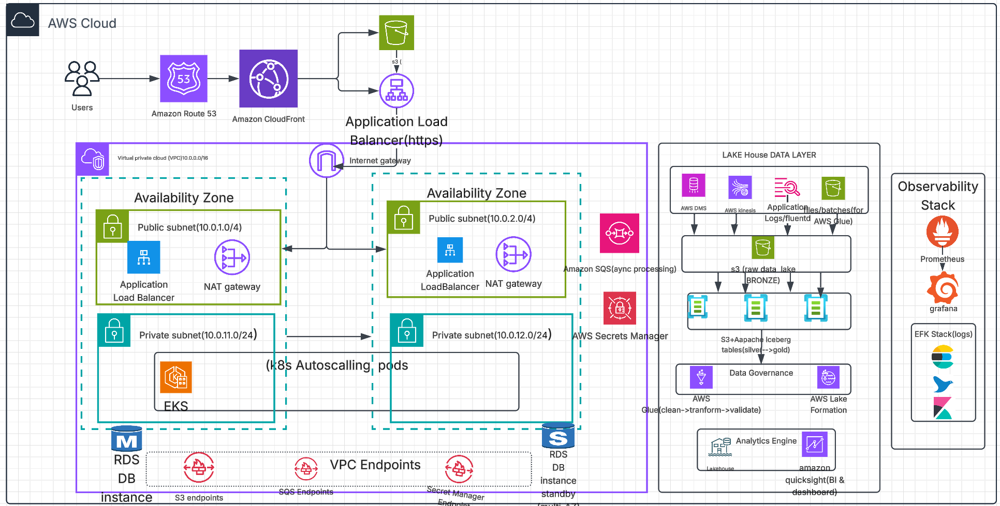 AWS Cloud
s3 (
53
Users
Amazon Route 53
Amazon CloudFront
Application Load
Balancer(https)
Virtual private cloud (VPC)10.0.0.0/16
Internet gateway
Availability Zone
Public subnet(10.0.1.0/4)
Application
Load Balancer
NAT gateway
Availability Zone
Public subnet(10.0.2.0/4)
Application
LoadBalancer
NAT gateway
Private subnet(10.0.11.0/24)
Private subnet(10.0.12.0/24)
(k8s Autoscalling pods
EKS
Amazon SQS(aync processing)
AWS Secrets Manager
M
RDS
DB
instance
S
RDS
DB
instance
standby
(multi-AZ)
VPC Endpoints
S3 endpoints
SQS Endpoints
Secret Manager
Endpoint
LAKE House DATA LAYER
AWS DMS
AWS kinesis
Application
Logs/fluentd
files/batches(for
AWS Glue)
s3 (raw data lake
BRONZE)
S3+Aapache Iceberg
tables(silver-->gold)
Data Governance
AWS
Glue(clean->tranform->validate)
AWS Lake
Formation
Analytics Engine
Lakehouse
amazon
quicksight(BI &
dashboard)
Observability
Stack
Prometheus
grafana
EFK Stack(logs)